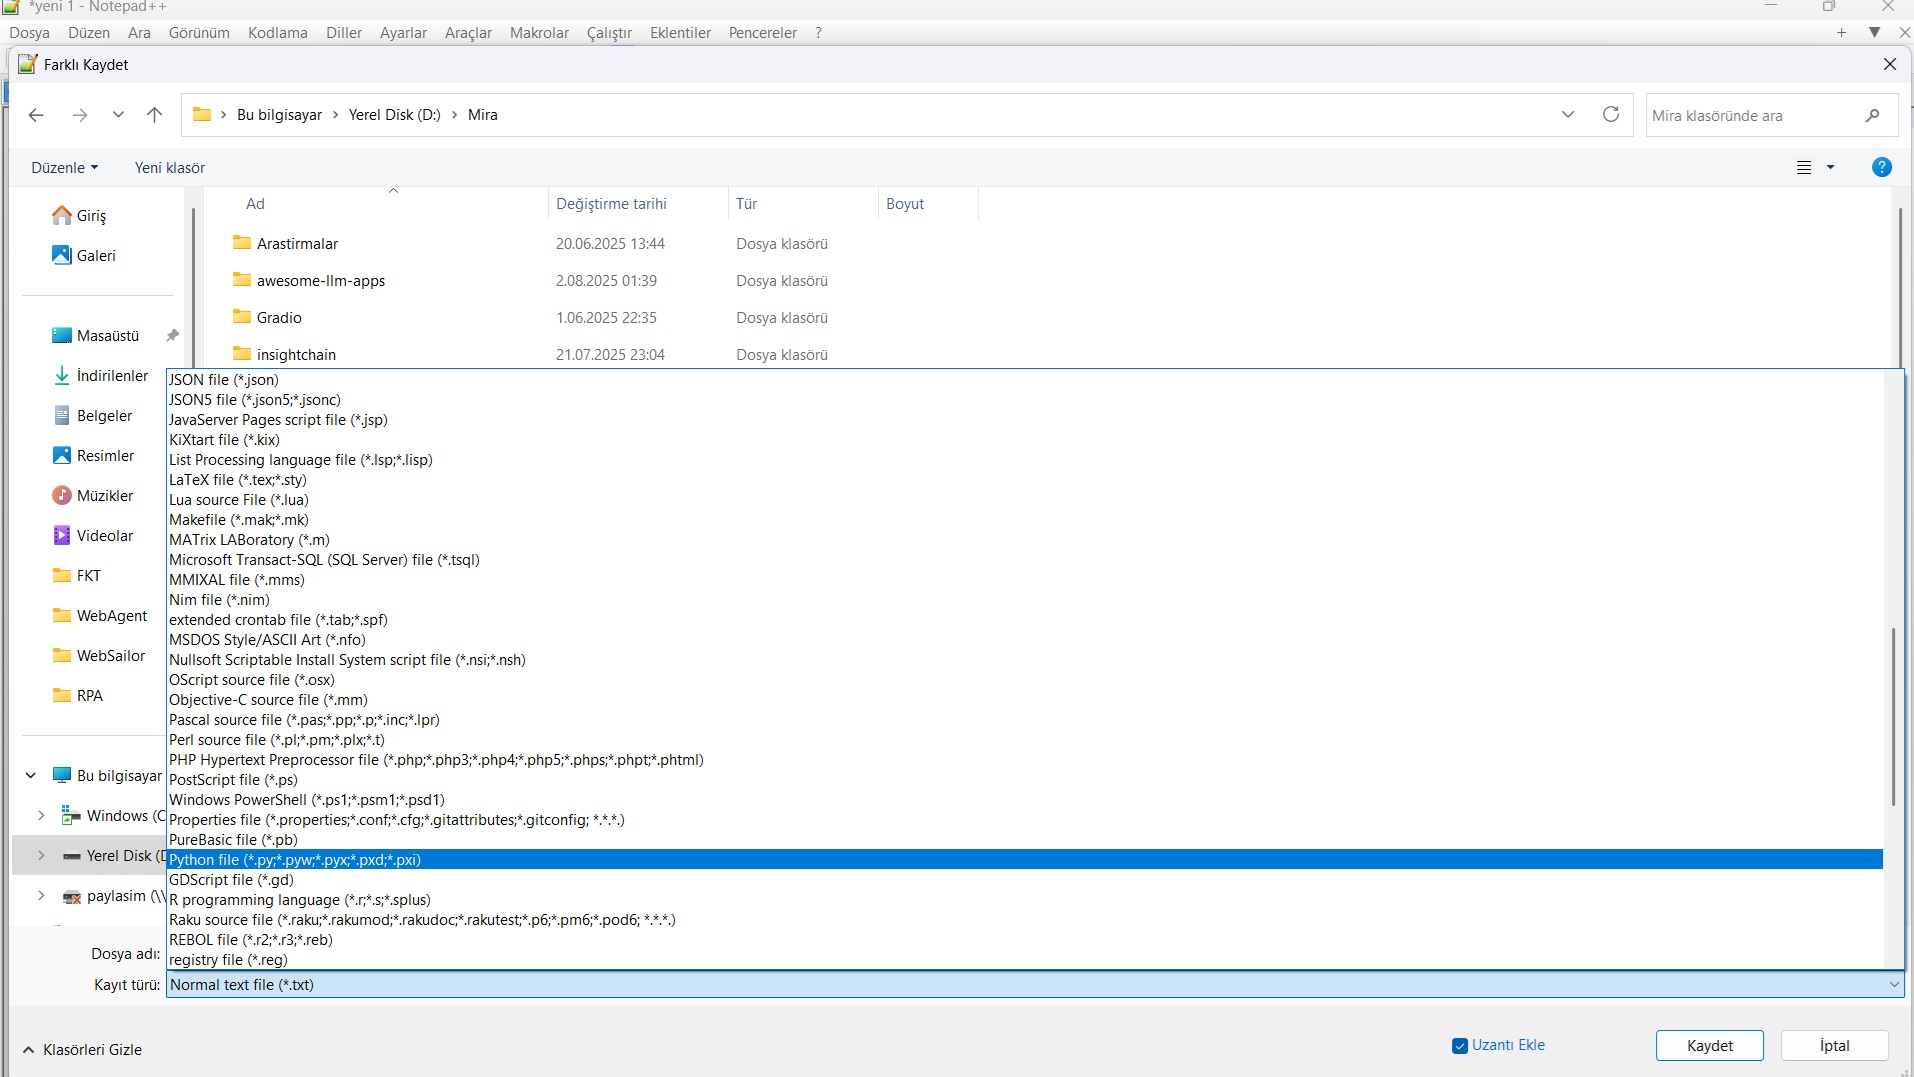 *yeni 1 - Notepad++
Dosya Düzen Ara Görünüm Kodlama Diller Ayarlar Araçlar Makrolar Çalıştır Eklentiler Pencereler ?
Farklı Kaydet
Bu bilgisayar > Yerel Disk (D:) > Mira
Mira klasöründe ara
Düzenle Yeni klasör
Ad Değiştirme tarihi Tür Boyut
Giriş
Galeri
Masaüstü
İndirilenler
Belgeler
Resimler
Müzikler
Videolar
FKT
WebAgent
WebSailor
RPA
Bu bilgisayar
Windows (C
Yerel Disk (D
paylasim (\\
Arastirmalar 20.06.2025 13:44 Dosya klasörü
awesome-llm-apps 2.08.2025 01:39 Dosya klasörü
Gradio 1.06.2025 22:35 Dosya klasörü
insightchain 21.07.2025 23:04 Dosya klasörü
JSON file (*.json)
JSON5 file (*.json5;*.jsonc)
JavaServer Pages script file (*.jsp)
KiXtart file (*.kix)
List Processing language file (*.lsp;*.lisp)
LaTeX file (*.tex;*.sty)
Lua source File (*.lua)
Makefile (*.mak;*.mk)
MATrix LABoratory (*.m)
Microsoft Transact-SQL (SQL Server) file (*.tsql)
MMIXAL file (*.mms)
Nim file (*.nim)
extended crontab file (*.tab;*.spf)
MSDOS Style/ASCII Art (*.nfo)
Nullsoft Scriptable Install System script file (*.nsi;*.nsh)
OScript source file (*.osx)
Objective-C source file (*.mm)
Pascal source file (*.pas;*.pp;*.p;*.inc;*.lpr)
Perl source file (*.pl;*.pm;*.plx;*.t)
PHP Hypertext Preprocessor file (*.php;*.php3;*.php4;*.php5;*.phps;*.phpt;*.phtml)
PostScript file (*.ps)
Windows PowerShell (*.ps1;*.psm1;*.psd1)
Properties file (*.properties;*.conf;*.cfg;*.gitattributes;*.gitconfig; *.*.*.)
PureBasic file (*.pb)
Python file (*.py;*.pyw;*.pyx;*.pxd;*.pxi)
GDScript file (*.gd)
R programming language (*.r;*.s;*.splus)
Raku source file (*.raku;*.rakumod;*.rakudoc;*.rakutest;*.p6;*.pm6;*.pod6; *.*.*.)
REBOL file (*.r2;*.r3;*.reb)
registry file (*.reg)
Dosya adı:
Kayıt türü: Normal text file (*.txt)
Klasörleri Gizle
Uzantı Ekle
Kaydet
İptal